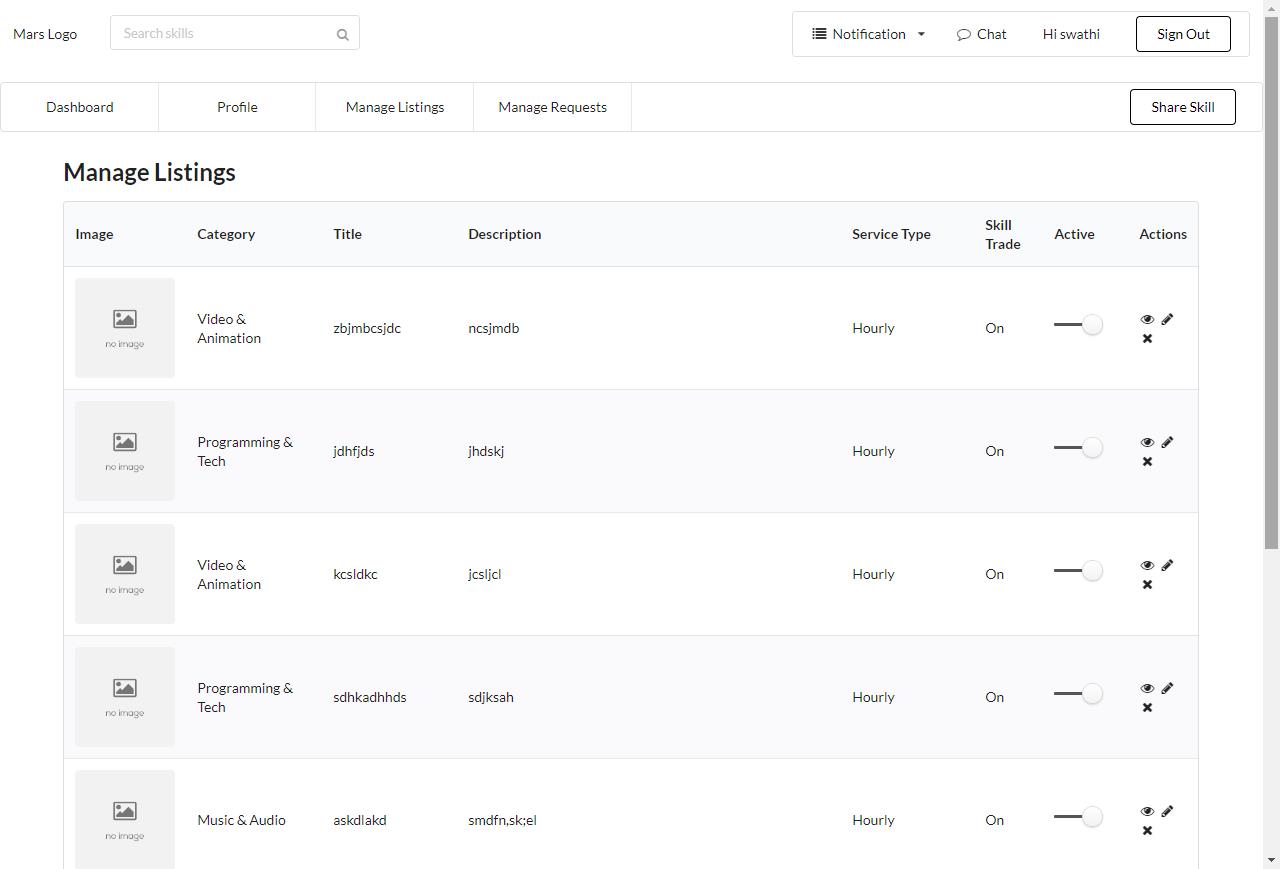 Mars Logo
Search skills
Notification
Chat
Hi swathi
Sign Out
Dashboard
Profile
Manage Listings
Manage Requests
Share Skill
Manage Listings
Image
Category
Title
Description
Service Type
Skill
Trade
Active
Actions
no image
Video &
Animation
zbjmbcsjdc
ncsjmdb
Hourly
On
no image
Programming &
Tech
jdhfjds
jhdskj
Hourly
On
no image
Video &
Animation
kcsldkc
jcsljcl
Hourly
On
no image
Programming &
Tech
sdhkadhhds
sdjksah
Hourly
On
no image
Music & Audio
askdlakd
smdfn,sk;el
Hourly
On